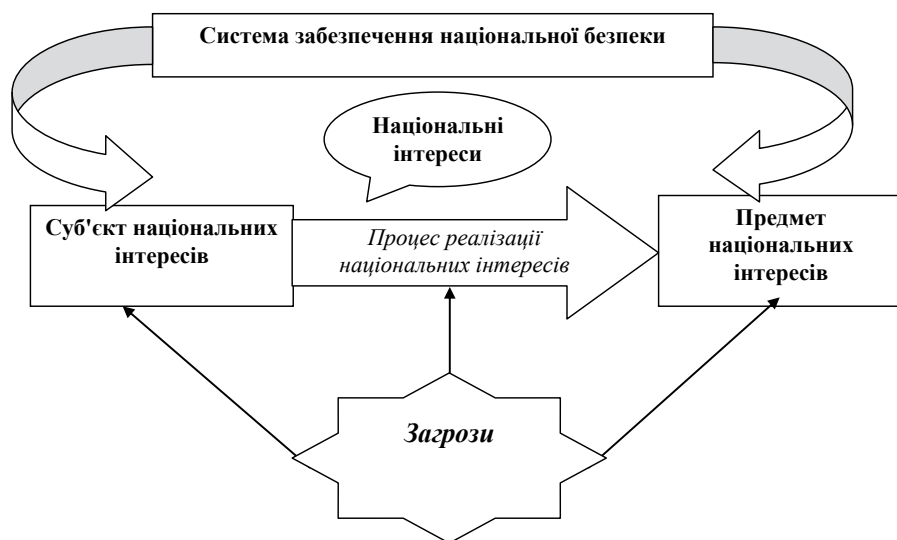 Система забезпечення національної безпеки
Національні
інтереси
Суб'єкт національних
інтересів
Процес реалізації
національних інтересів
Предмет
національних
інтересів
Загрози